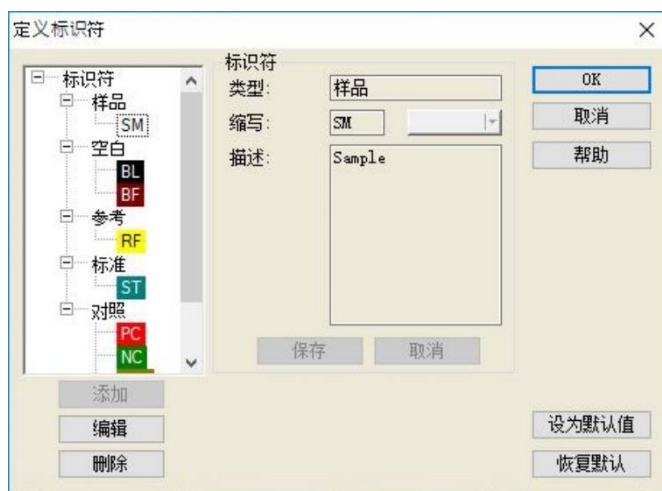 定义标识符
标识符
样品
SM
空白
BL
BF
参考
RF
标准
ST
对照
PC
NC
添加
编辑
删除
标识符
类型: 样品
缩写: SM
描述: Sample
保存 取消
OK
取消
帮助
设为默认值
恢复默认